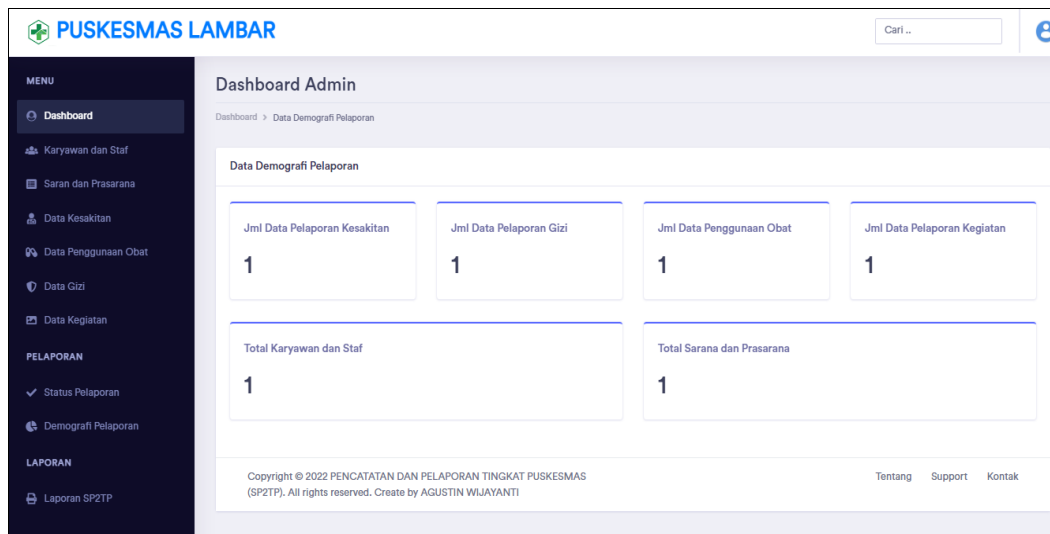 PUSKESMAS LAMBAR
Cari ..
MENU
Dashboard
Karyawan dan Staf
Saran dan Prasarana
Data Kesakitan
Data Penggunaan Obat
Data Gizi
Data Kegiatan
PELAPORAN
Status Pelaporan
Demografi Pelaporan
LAPORAN
Laporan SP2TP
Dashboard Admin
Dashboard > Data Demografi Pelaporan
Data Demografi Pelaporan
Jml Data Pelaporan Kesakitan
1
Jml Data Pelaporan Gizi
1
Jml Data Penggunaan Obat
1
Jml Data Pelaporan Kegiatan
1
Total Karyawan dan Staf
1
Total Sarana dan Prasarana
1
Copyright © 2022 PENCATATAN DAN PELAPORAN TINGKAT PUSKESMAS
(SP2TP). All rights reserved. Create by AGUSTIN WIJAYANTI
Tentang Support Kontak